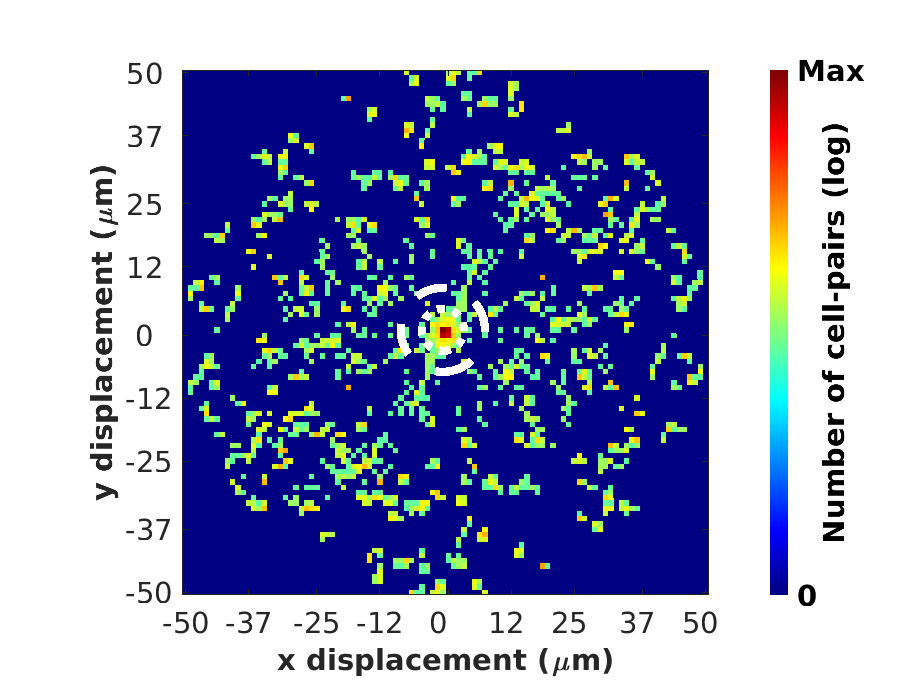 50
37
25
12
0
-12
-25
-37
-50
y displacement (μm)
-50 -37 -25 -12 0 12 25 37 50
x displacement (μm)
Max
Number of cell-pairs (log)
0